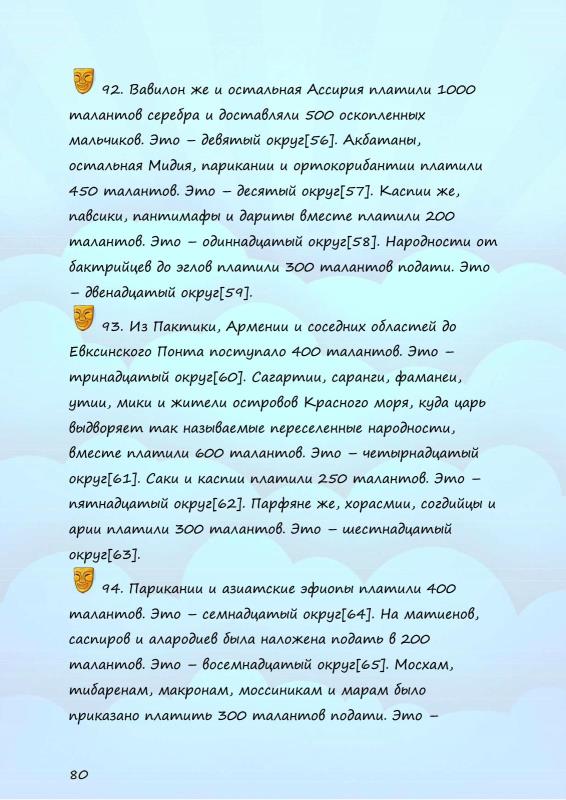 92. Вавилон же и остальная Ассирия платили 1000
талантов серебра и доставляли 500 оскопленных
мальчиков. Это – девятый округ[56]. Акбатаны,
остальная Мидия, парикании и ортокорибантии платили
450 талантов. Это – десятый округ[57]. Каспии же,
павсики, пантимафы и дариты вместе платили 200
талантов. Это – одиннадцатый округ[58]. Народности от
бактрийцев до эглов платили 300 талантов подати. Это
– двенадцатый округ[59].
93. Из Пактики, Армении и соседних областей до
Евксинского Понта поступало 400 талантов. Это –
тринадцатый округ[60]. Сагартии, саранги, фаманеи,
утии, мики и жители островов Красного моря, куда царь
выдворяет так называемые переселенные народности,
вместе платили 600 талантов. Это – четырнадцатый
округ[61]. Саки и каспии платили 250 талантов. Это –
пятнадцатый округ[62]. Парфяне же, хорасмии, согдийцы и
арии платили 300 талантов. Это – шестнадцатый
округ[63].
94. Парикании и азиатские эфиопы платили 400
талантов. Это – семнадцатый округ[64]. На матиенов,
саспиров и алародиев была наложена подать в 200
талантов. Это – восемнадцатый округ[65]. Мосхам,
тибаренам, макронам, моссиникам и марам было
приказано платить 300 талантов подати. Это –
80